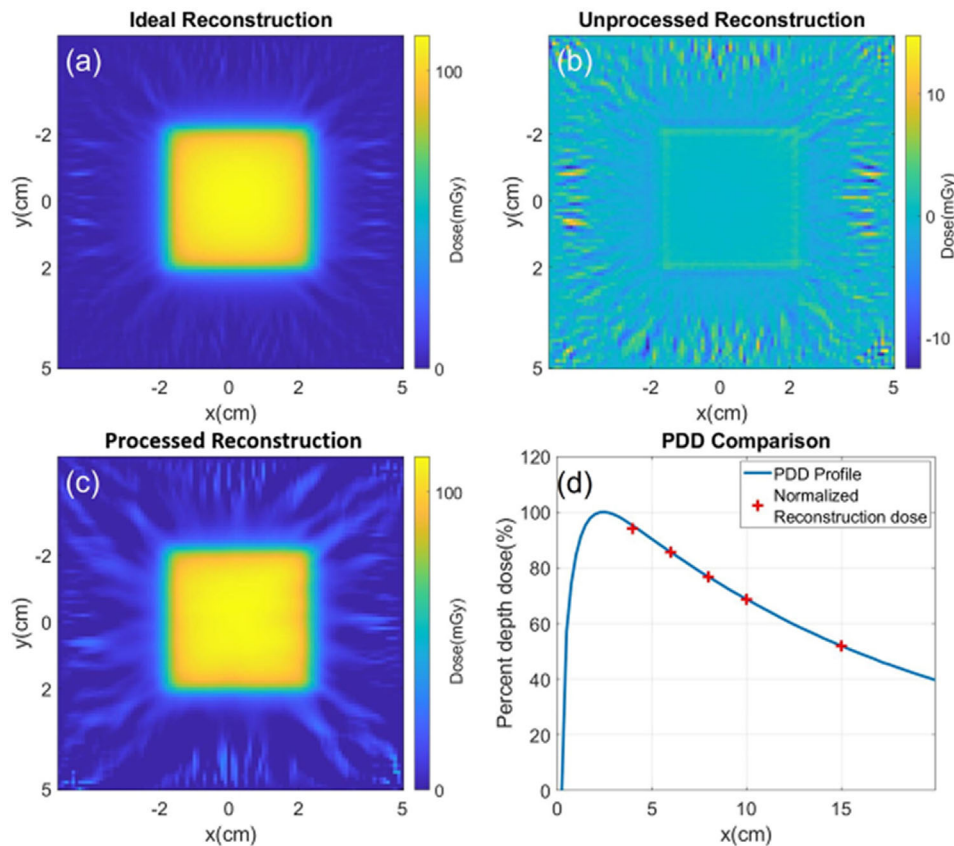 Ideal Reconstruction
(a)
y(cm)
-2
0
2
5
-2
0
2
5
x(cm)
100
0
Dose(mGy)
Unprocessed Reconstruction
(b)
y(cm)
-2
0
2
5
-2
0
2
5
x(cm)
10
0
-10
Dose(mGy)
Processed Reconstruction
(c)
y(cm)
-2
0
2
5
-2
0
2
5
x(cm)
100
0
Dose(mGy)
PDD Comparison
(d)
Percent depth dose(%)
120
100
80
60
40
20
0
0
5
10
15
x(cm)
PDD Profile
Normalized
Reconstruction dose